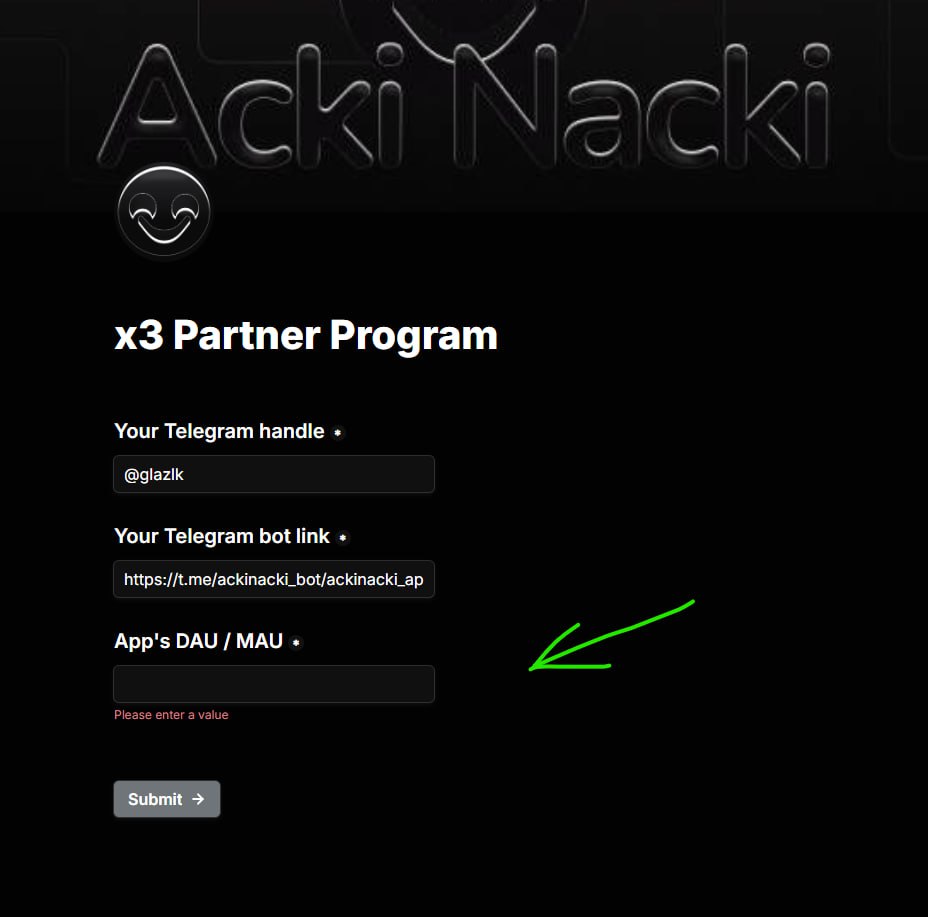 Acki Nacki
x3 Partner Program
Your Telegram handle *
@glazlk
Your Telegram bot link *
https://t.me/ackinacki_bot/ackinacki_ap
App's DAU / MAU *
Please enter a value
Submit →